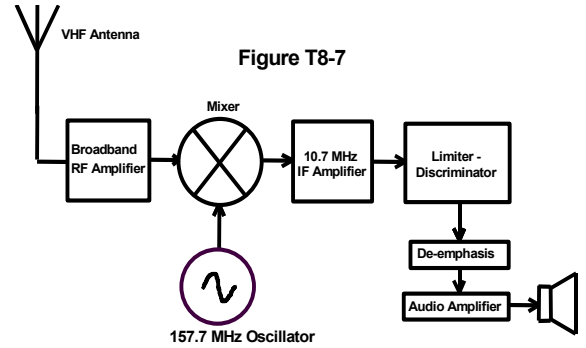 VHF Antenna
Figure T8-7
Mixer
Broadband
RF Amplifier
10.7 MHz
IF Amplifier
Limiter -
Discriminator
De-emphasis
Audio Amplifier
157.7 MHz Oscillator